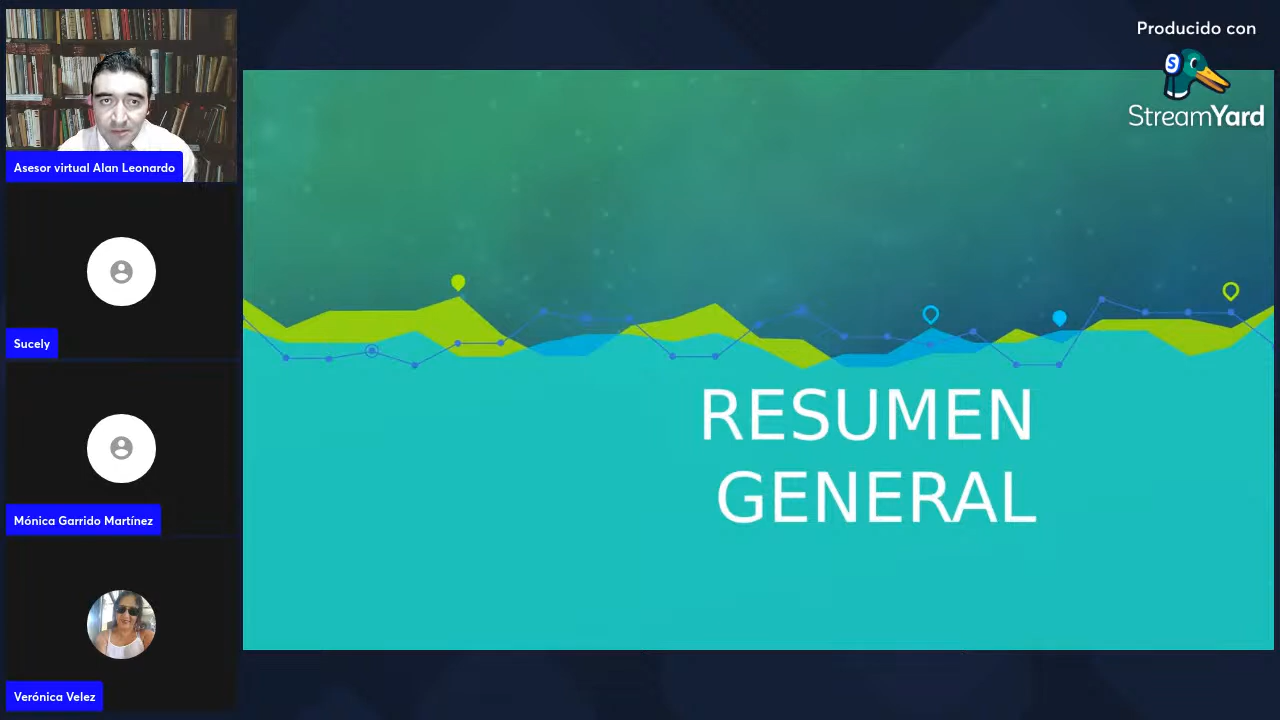 Producido con
S
StreamYard
Asesor virtual Alan Leonardo
Sucely
Mónica Garrido Martínez
Verónica Velez
RESUMEN
GENERAL